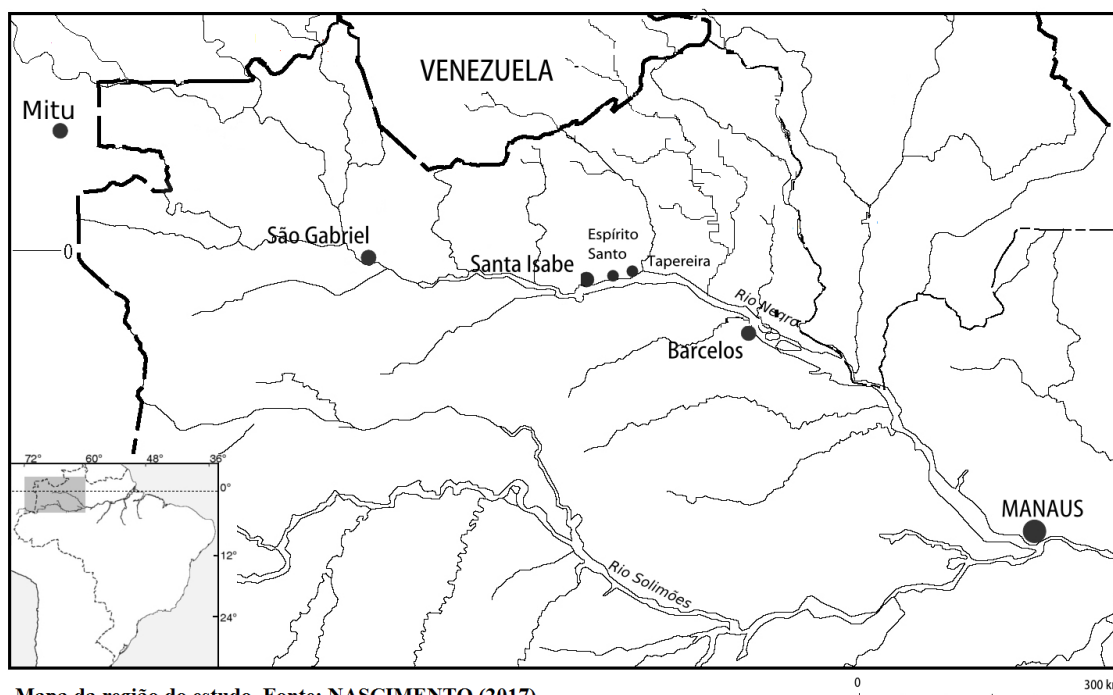 VENEZUELA
Mitu
São Gabriel
0
Santa Isabe
Espírito
Santo
Tapereira
Rio Negro
Barcelos
MANAUS
Rio Solimões
72°
60°
48°
36°
0°
12°
24°
0
300 km
Mapa da região do estudo. Fonte: NASCIMENTO (2017)